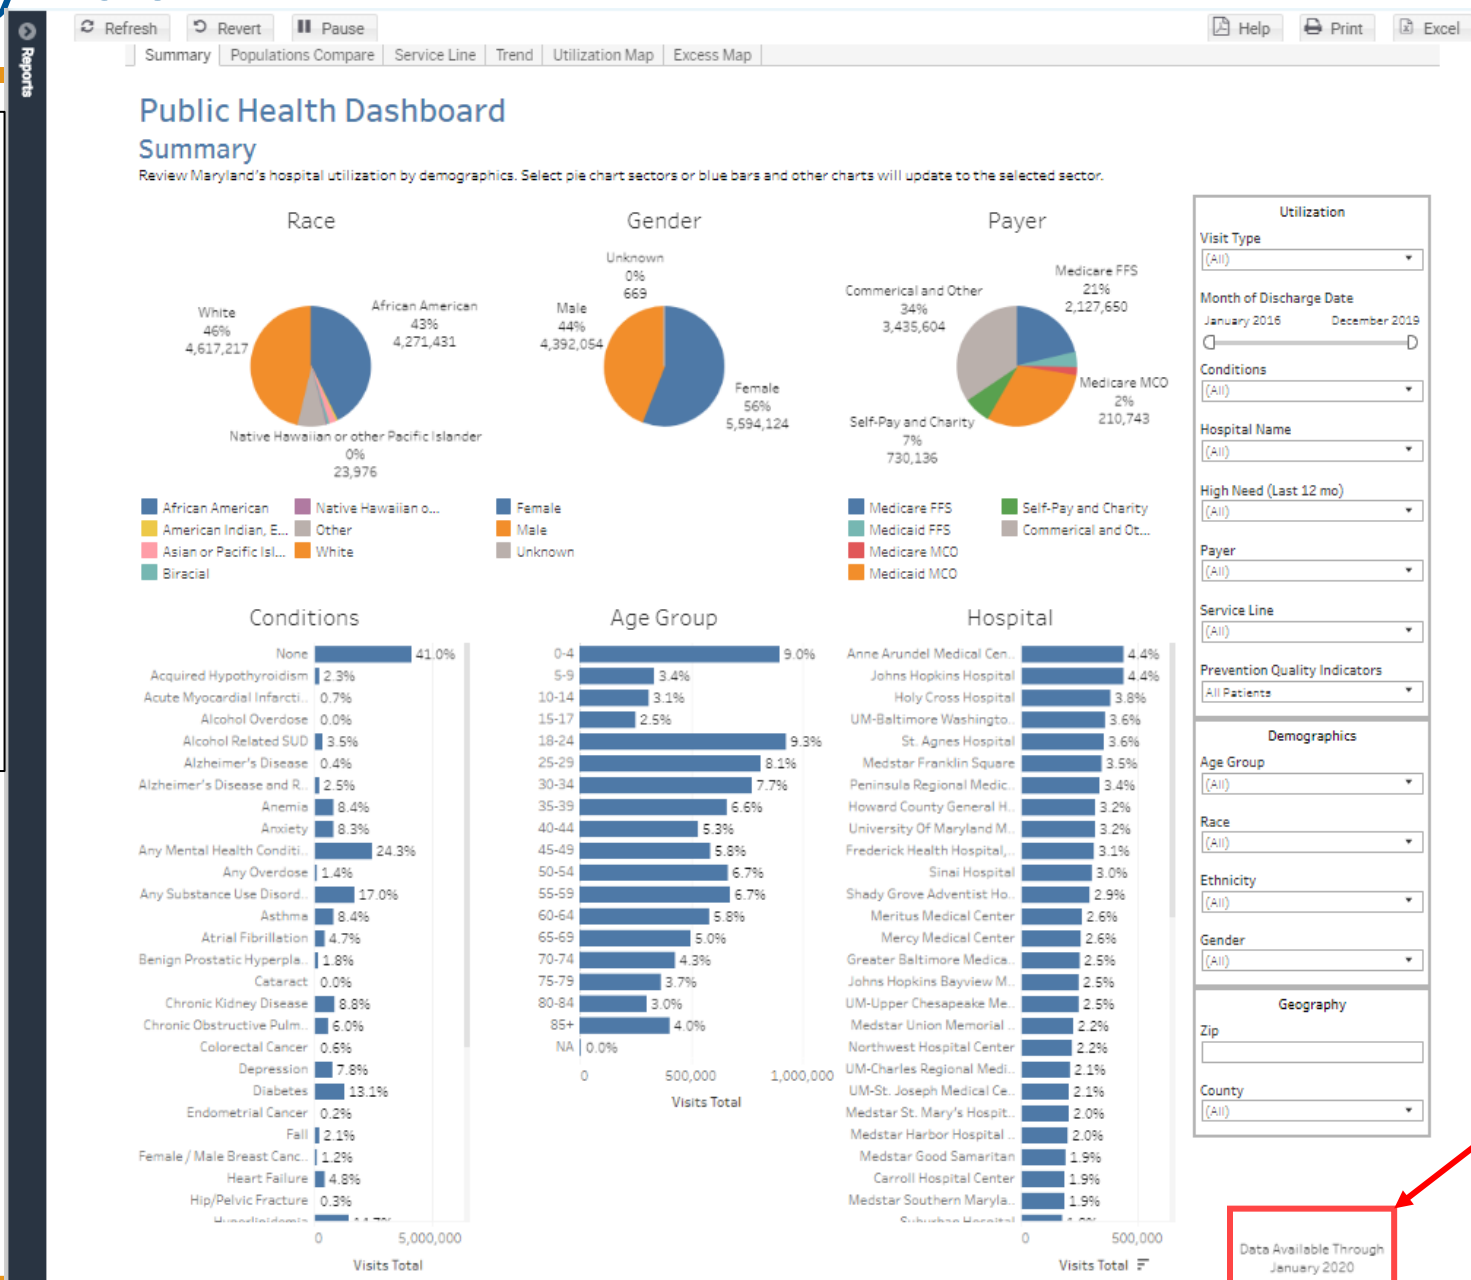 Reports
Refresh
Revert
Pause
Help
Print
Excel
Summary
Populations Compare
Service Line
Trend
Utilization Map
Excess Map
Public Health Dashboard
Summary
Review Maryland's hospital utilization by demographics. Select pie chart sectors or blue bars and other charts will update to the selected sector.
Race
White
46%
4,617,217
African American
43%
4,271,431
Native Hawaiian or other Pacific Islander
0%
23,976
African American
American Indian, E...
Asian or Pacific Isl...
Biracial
Native Hawaiian o...
Other
White
Gender
Unknown
0%
669
Male
44%
4,392,054
Female
56%
5,594,124
Female
Male
Unknown
Payer
Commerical and Other
34%
3,435,604
Medicare FFS
21%
2,127,650
Medicare MCO
2%
210,743
Self-Pay and Charity
7%
730,136
Medicare FFS
Medicaid FFS
Medicare MCO
Medicaid MCO
Self-Pay and Charity
Commerical and Ot...
Conditions
None 41.0%
Acquired Hypothyroidism 2.3%
Acute Myocardial Infarcti.. 0.7%
Alcohol Overdose 0.0%
Alcohol Related SUD 3.5%
Alzheimer's Disease 0.4%
Alzheimer's Disease and R.. 2.5%
Anemia 8.4%
Anxiety 8.3%
Any Mental Health Conditi.. 24.3%
Any Overdose 1.4%
Any Substance Use Disord.. 17.0%
Asthma 8.4%
Atrial Fibrillation 4.7%
Benign Prostatic Hyperpla.. 1.8%
Cataract 0.0%
Chronic Kidney Disease 8.8%
Chronic Obstructive Pulm.. 6.0%
Colorectal Cancer 0.6%
Depression 7.8%
Diabetes 13.1%
Endometrial Cancer 0.2%
Fall 2.1%
Female / Male Breast Canc.. 1.2%
Heart Failure 4.8%
Hip/Pelvic Fracture 0.3%
Hyperlipidemia 14.7%
0 5,000,000
Visits Total
Age Group
0-4 9.0%
5-9 3.4%
10-14 3.1%
15-17 2.5%
18-24 9.3%
25-29 8.1%
30-34 7.7%
35-39 6.6%
40-44 5.3%
45-49 5.8%
50-54 6.7%
55-59 6.7%
60-64 5.8%
65-69 5.0%
70-74 4.3%
75-79 3.7%
80-84 3.0%
85+ 4.0%
NA 0.0%
0 500,000 1,000,000
Visits Total
Hospital
Anne Arundel Medical Cen.. 4.4%
Johns Hopkins Hospital 4.4%
Holy Cross Hospital 3.8%
UM-Baltimore Washingto.. 3.6%
St. Agnes Hospital 3.6%
Medstar Franklin Square 3.5%
Peninsula Regional Medic.. 3.4%
Howard County General H.. 3.2%
University Of Maryland M.. 3.2%
Frederick Health Hospital,.. 3.1%
Sinai Hospital 3.0%
Shady Grove Adventist Ho.. 2.9%
Meritus Medical Center 2.6%
Mercy Medical Center 2.6%
Greater Baltimore Medica.. 2.5%
Johns Hopkins Bayview M.. 2.5%
UM-Upper Chesapeake Me.. 2.5%
Medstar Union Memorial .. 2.2%
Northwest Hospital Center 2.2%
UM-Charles Regional Medi.. 2.1%
UM-St. Joseph Medical Ce.. 2.1%
Medstar St. Mary's Hospit.. 2.0%
Medstar Harbor Hospital .. 2.0%
Medstar Good Samaritan 1.9%
Carroll Hospital Center 1.9%
Medstar Southern Maryla.. 1.9%
Suburban Hospital
0 500,000
Visits Total
Utilization
Visit Type
(All)
Month of Discharge Date
January 2016 December 2019
Conditions
(All)
Hospital Name
(All)
High Need (Last 12 mo)
(All)
Payer
(All)
Service Line
(All)
Prevention Quality Indicators
All Patients
Demographics
Age Group
(All)
Race
(All)
Ethnicity
(All)
Gender
(All)
Geography
Zip
County
(All)
Data Available Through
January 2020